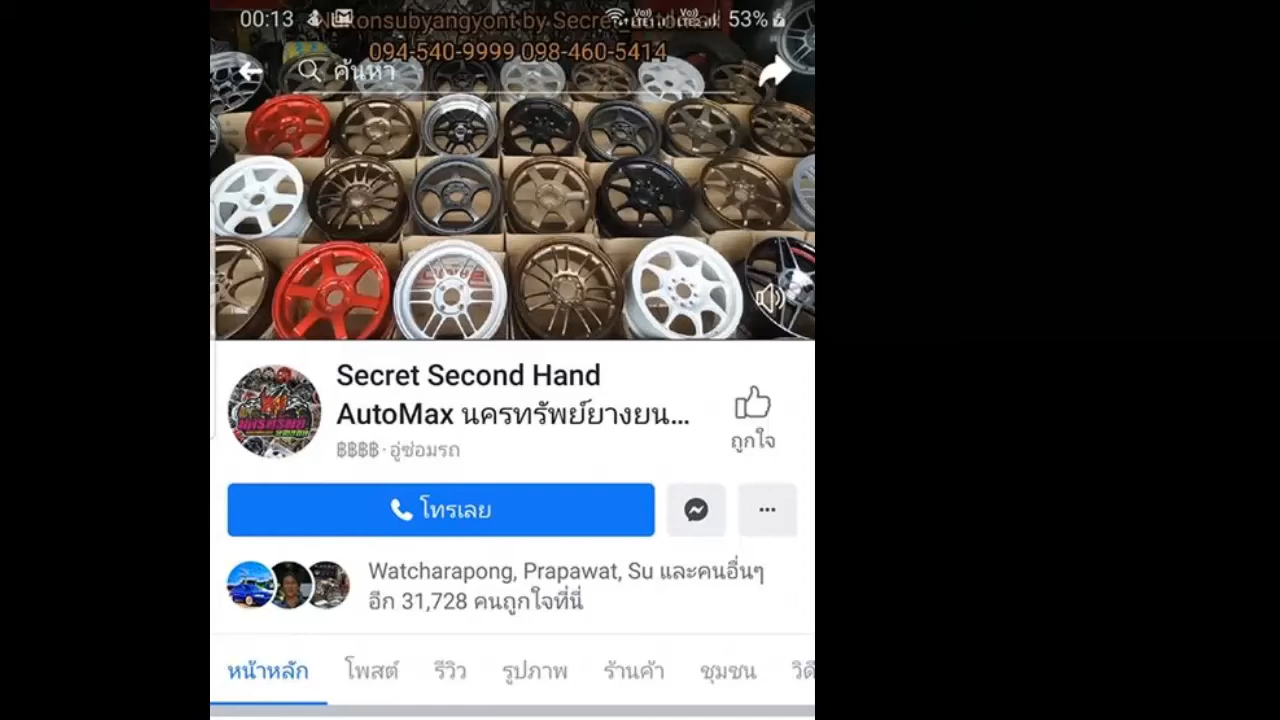 00:13
53%
094-540-9999 098-460-5414
ค้นหา
Secret Second Hand
AutoMax นครทรัพย์ยางยน...
฿฿฿฿ · อู่ซ่อมรถ
ถูกใจ
โทรเลย
Watcharapong, Prapawat, Su และคนอื่นๆ
อีก 31,728 คนถูกใจที่นี่
หน้าหลัก โพสต์ รีวิว รูปภาพ ร้านค้า ชุมชน